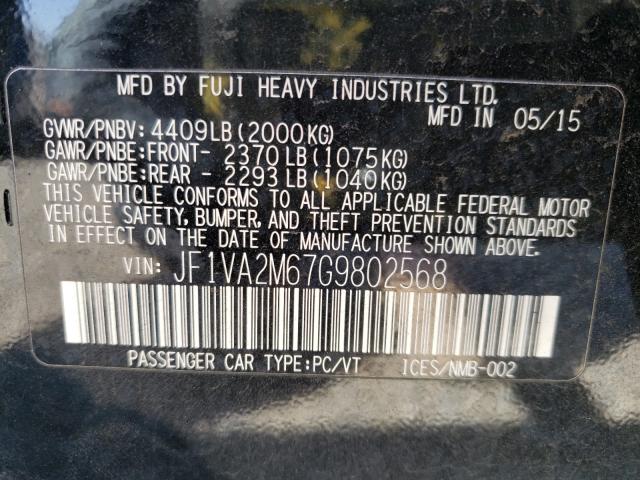 MFD BY FUJI HEAVY INDUSTRIES LTD.
MFD IN 05/15
GVWR/PNBV: 4409LB(2000KG)
GAWR/PNBE:FRONT- 2370LB(1075KG)
GAWR/PNBE:REAR - 2293LB(1040KG)
THIS VEHICLE CONFORMS TO ALL APPLICABLE FEDERAL MOTOR
VEHICLE SAFETY, BUMPER, AND THEFT PREVENTION STANDARDS
IN EFFECT ON THE DATE OF MANUFACTURE SHOWN ABOVE.
VIN: JF1VA2M67G9802568
PASSENGER CAR TYPE:PC/VT ICES/NMB-002